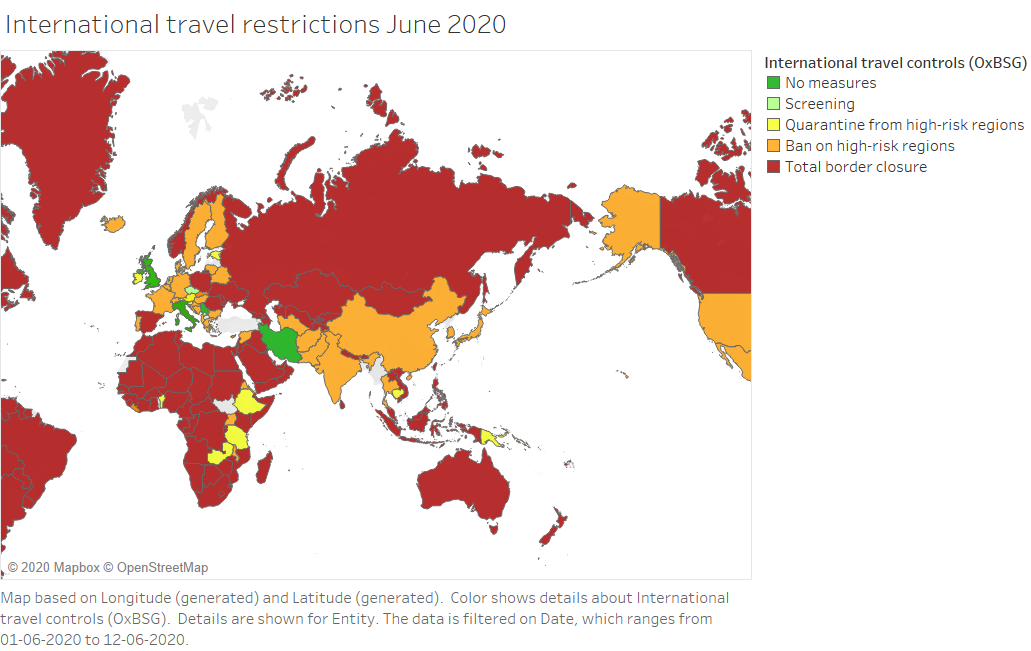 International travel restrictions June 2020
International travel controls (OxBSG)
No measures
Screening
Quarantine from high-risk regions
Ban on high-risk regions
Total border closure
© 2020 Mapbox © OpenStreetMap
Map based on Longitude (generated) and Latitude (generated). Color shows details about International
travel controls (OxBSG). Details are shown for Entity. The data is filtered on Date, which ranges from
01-06-2020 to 12-06-2020.